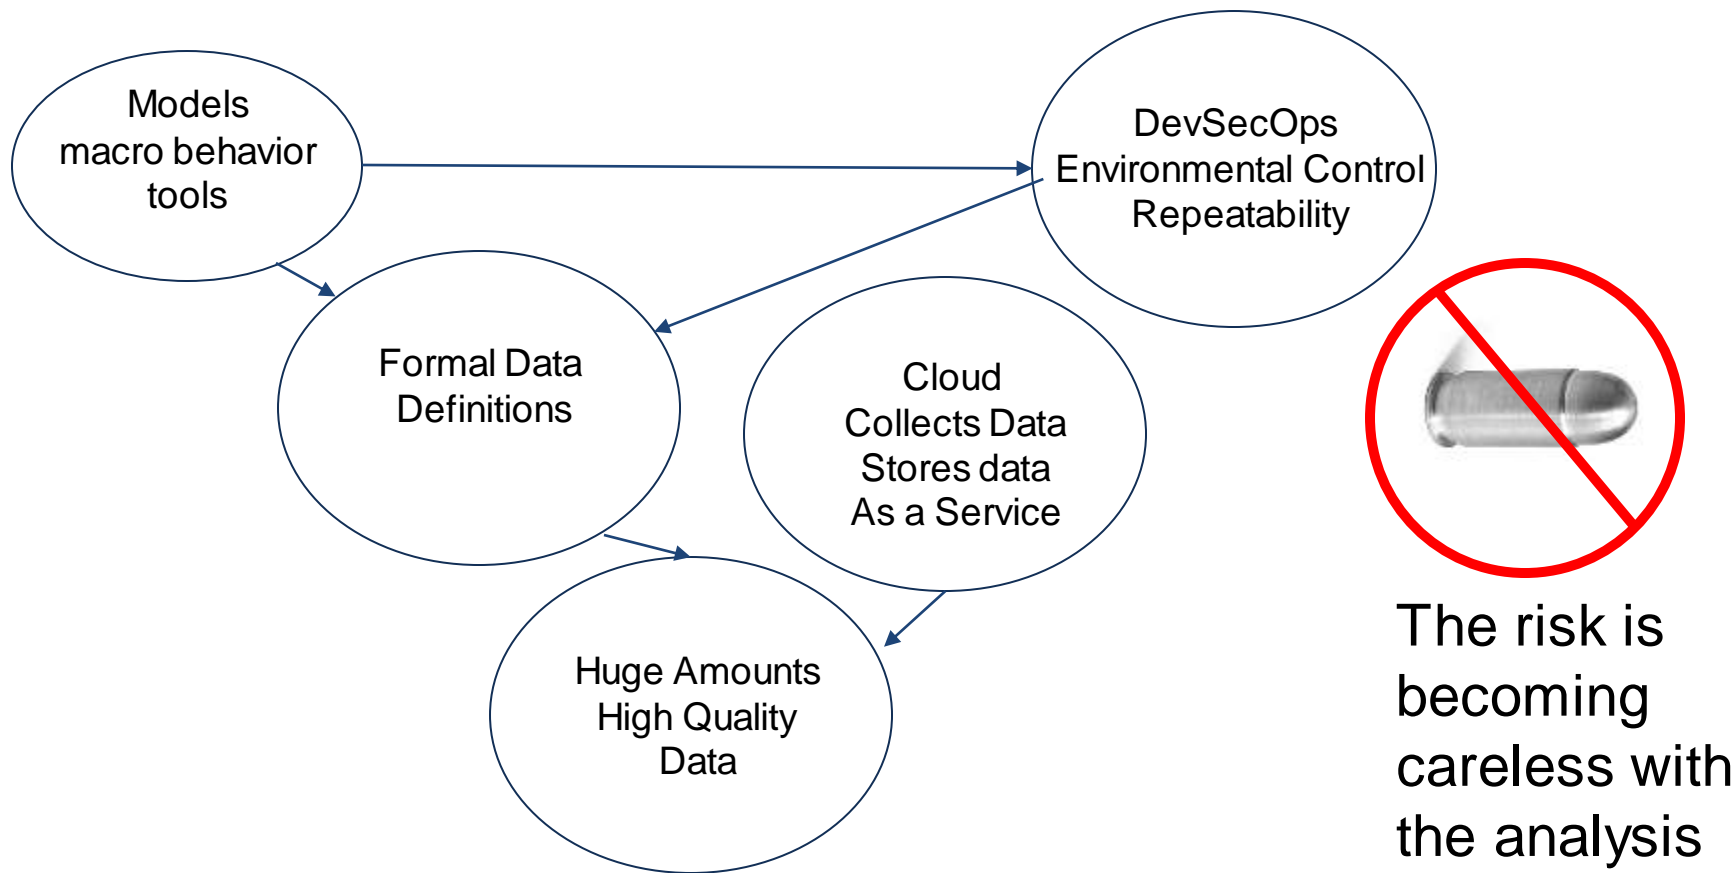 Models
macro behavior
tools
DevSecOps
Environmental Control
Repeatability
Formal Data
Definitions
Cloud
Collects Data
Stores data
As a Service
Huge Amounts
High Quality
Data
The risk is
becoming
careless with
the analysis